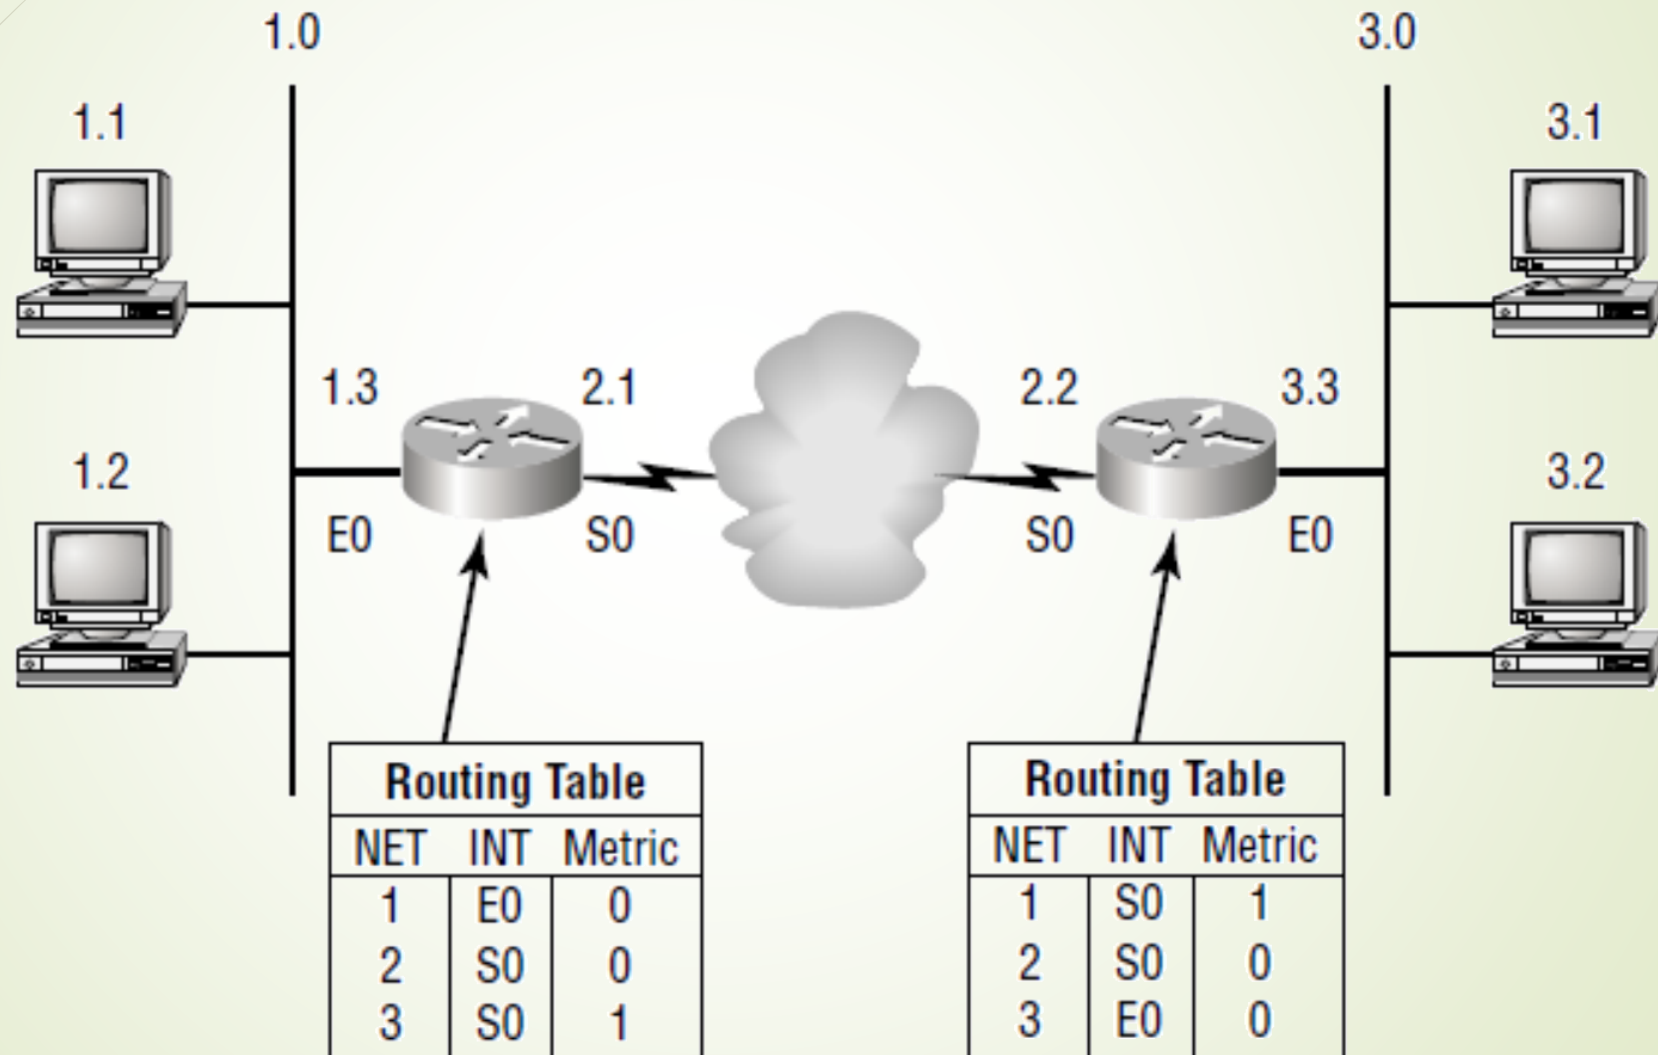 1.0 3.0
1.1 3.1
1.3 2.1 2.2 3.3
1.2 3.2
E0 S0 S0 E0
Routing Table
NET INT Metric
1 E0 0
2 S0 0
3 S0 1
Routing Table
NET INT Metric
1 S0 1
2 S0 0
3 E0 0